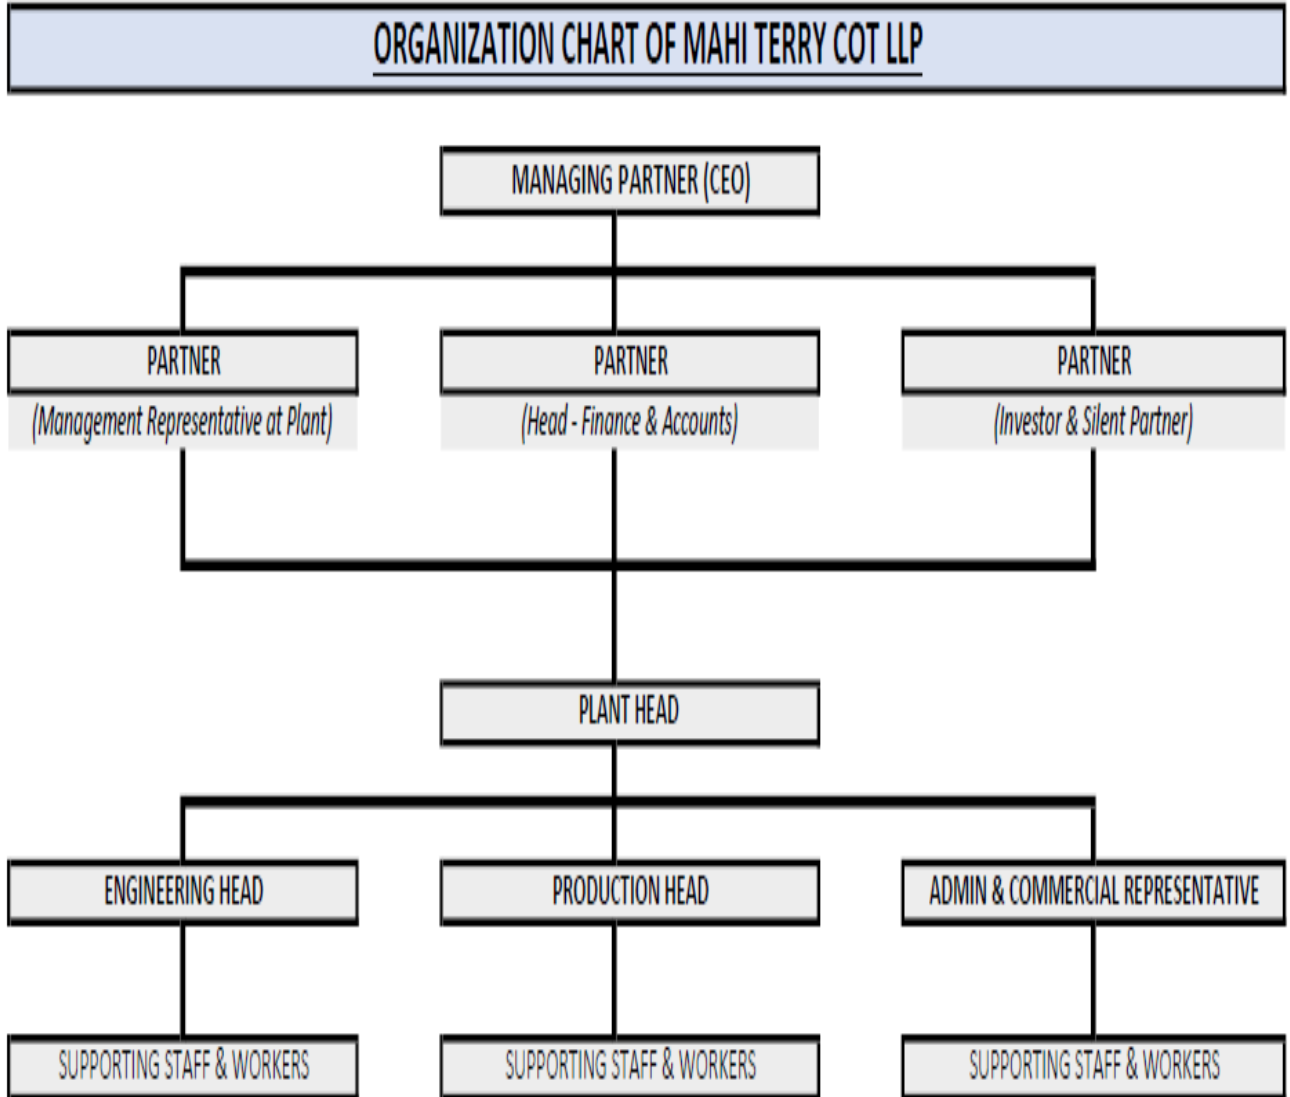 ORGANIZATION CHART OF MAHI TERRY COT LLP
MANAGING PARTNER (CEO)
PARTNER
(Management Representative at Plant)
PARTNER
(Head - Finance & Accounts)
PARTNER
(Investor & Silent Partner)
PLANT HEAD
ENGINEERING HEAD
PRODUCTION HEAD
ADMIN & COMMERCIAL REPRESENTATIVE
SUPPORTING STAFF & WORKERS
SUPPORTING STAFF & WORKERS
SUPPORTING STAFF & WORKERS